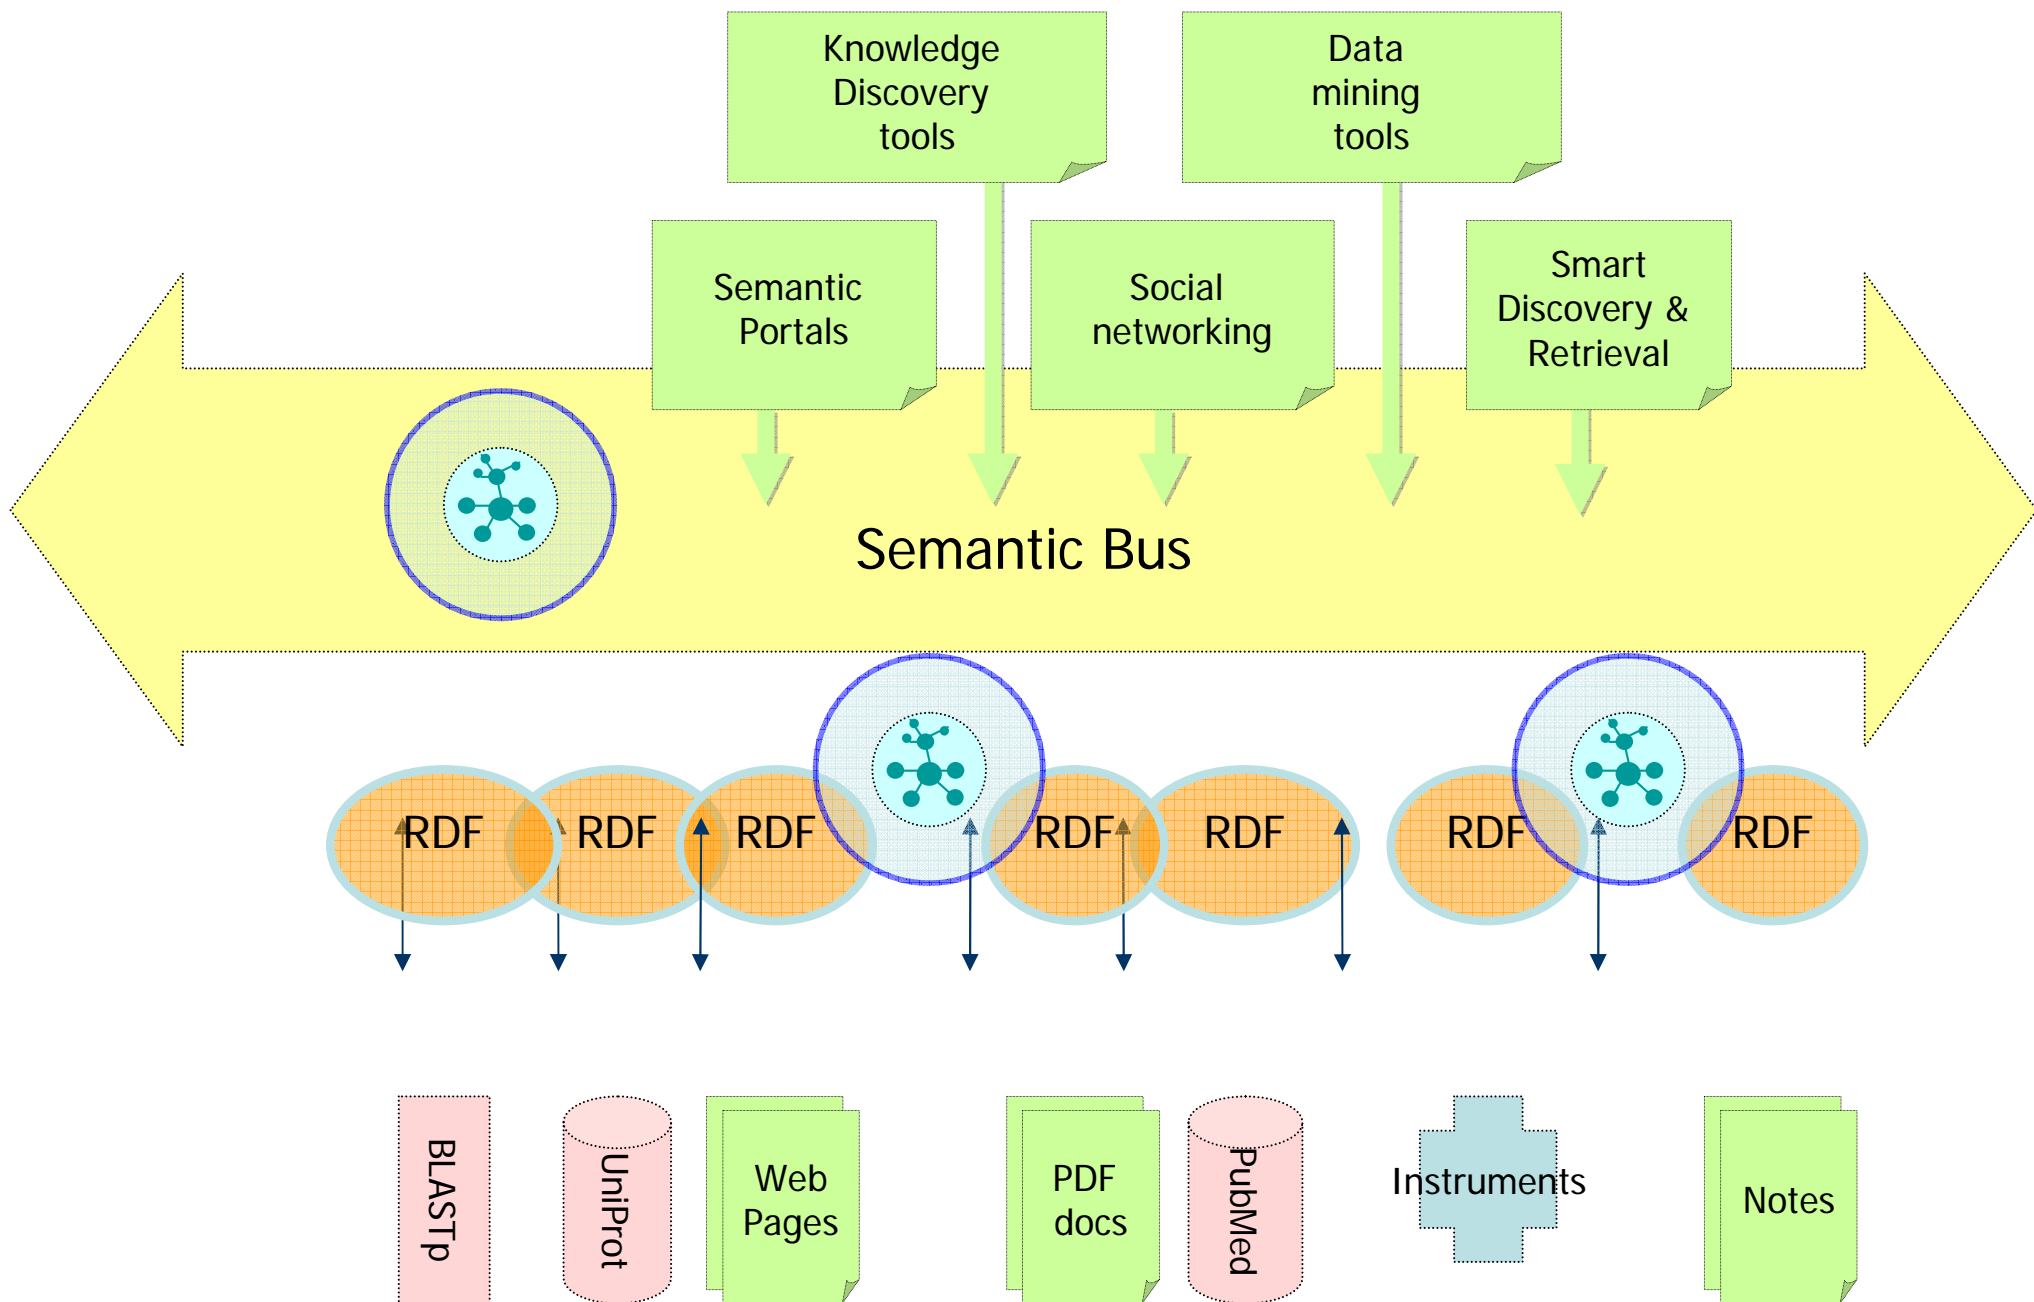 Knowledge
Discovery
tools
Data
mining
tools
Semantic
Portals
Social
networking
Smart
Discovery &
Retrieval
Semantic Bus
RDF
RDF
RDF
RDF
RDF
RDF
RDF
BLASTp
UniProt
Web
Pages
PDF
docs
PubMed
Instruments
Notes